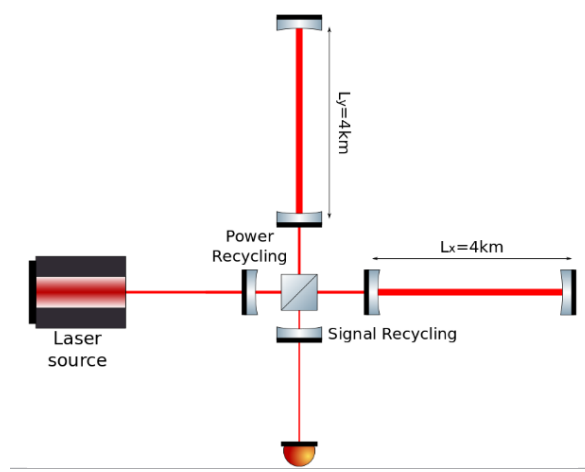 Ly=4km
Power
Recycling
Lx=4km
Laser
source
Signal Recycling